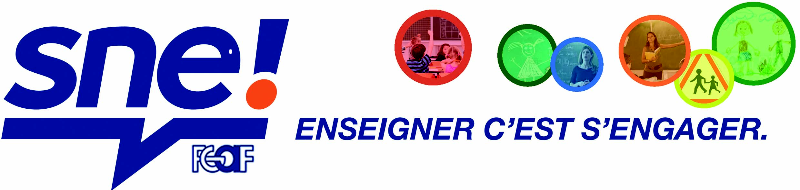 sne!
FGAF
ENSEIGNER C'EST S'ENGAGER.